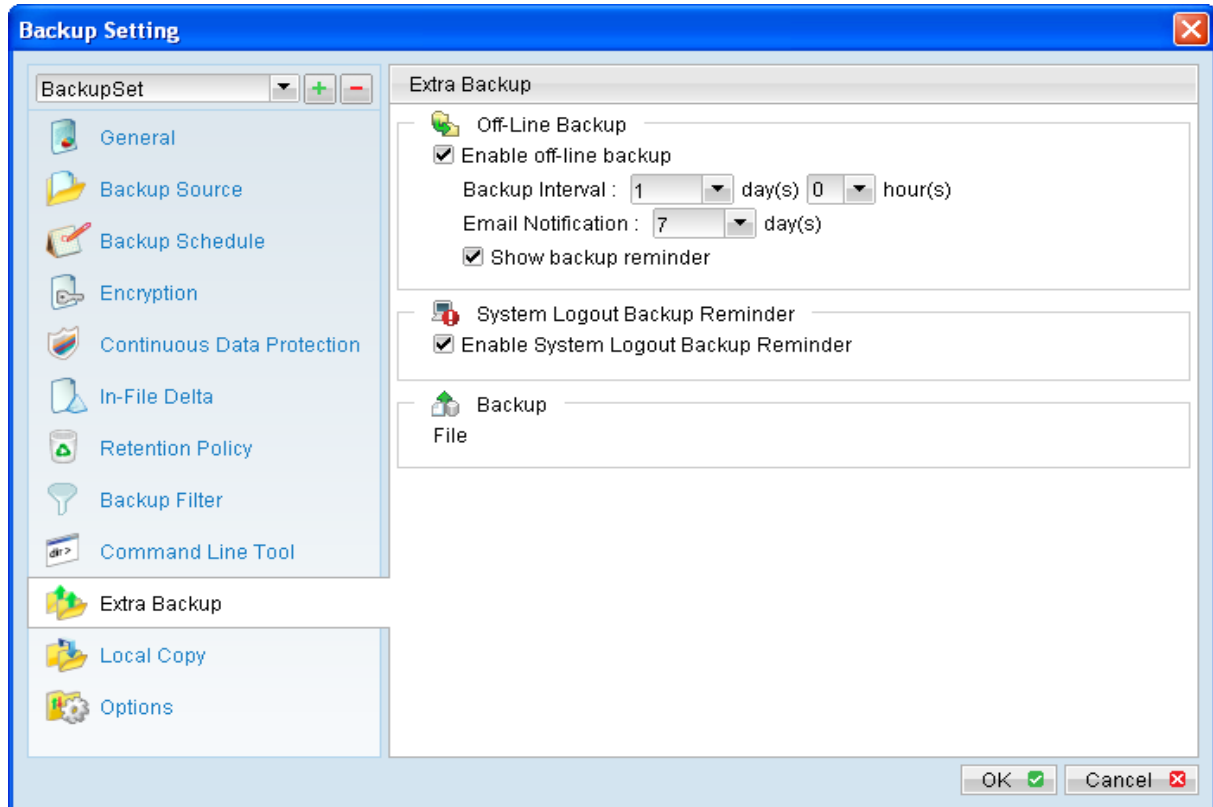 Backup Setting
BackupSet
General
Backup Source
Backup Schedule
Encryption
Continuous Data Protection
In-File Delta
Retention Policy
Backup Filter
dir >
Command Line Tool
Extra Backup
Local Copy
Options
Extra Backup
Off-Line Backup
Enable off-line backup
Backup Interval : 1 day(s) 0 hour(s)
Email Notification : 7 day(s)
Show backup reminder
System Logout Backup Reminder
Enable System Logout Backup Reminder
Backup
File
OK Cancel